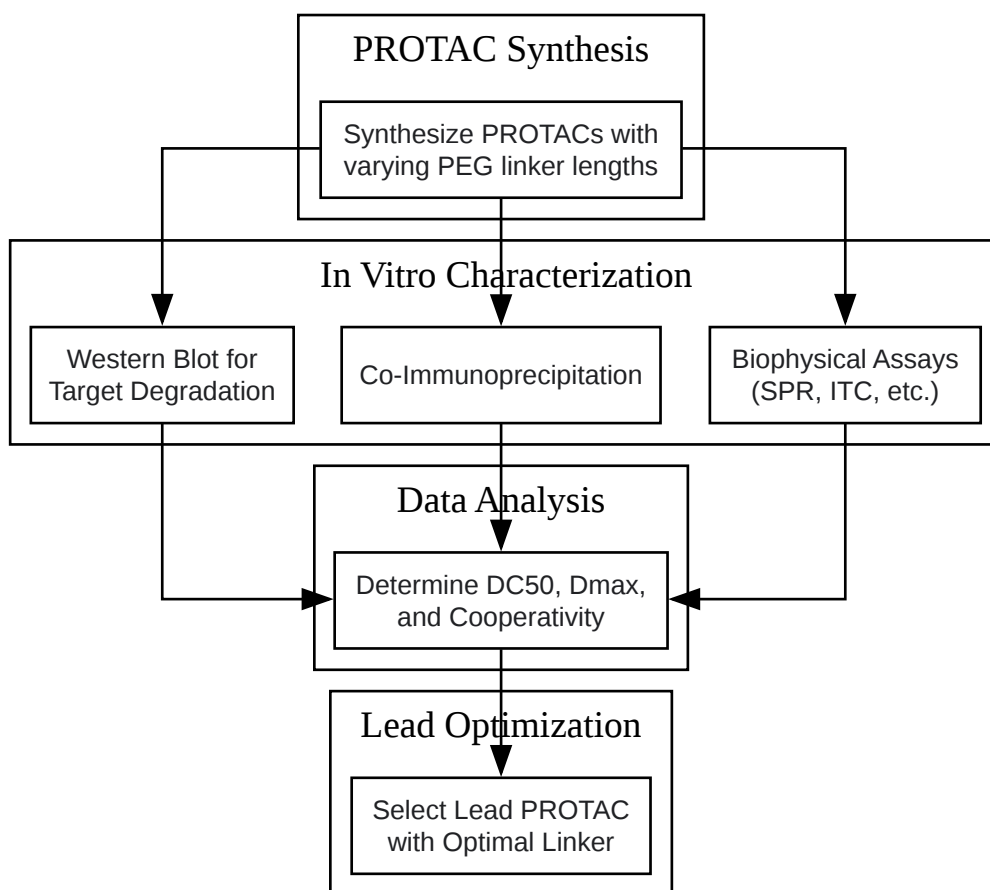 PROTAC Synthesis
Synthesize PROTACs with
varying PEG linker lengths
In Vitro Characterization
Western Blot for
Target Degradation
Co-Immunoprecipitation
Biophysical Assays
(SPR, ITC, etc.)
Data Analysis
Determine DC50, Dmax,
and Cooperativity
Lead Optimization
Select Lead PROTAC
with Optimal Linker